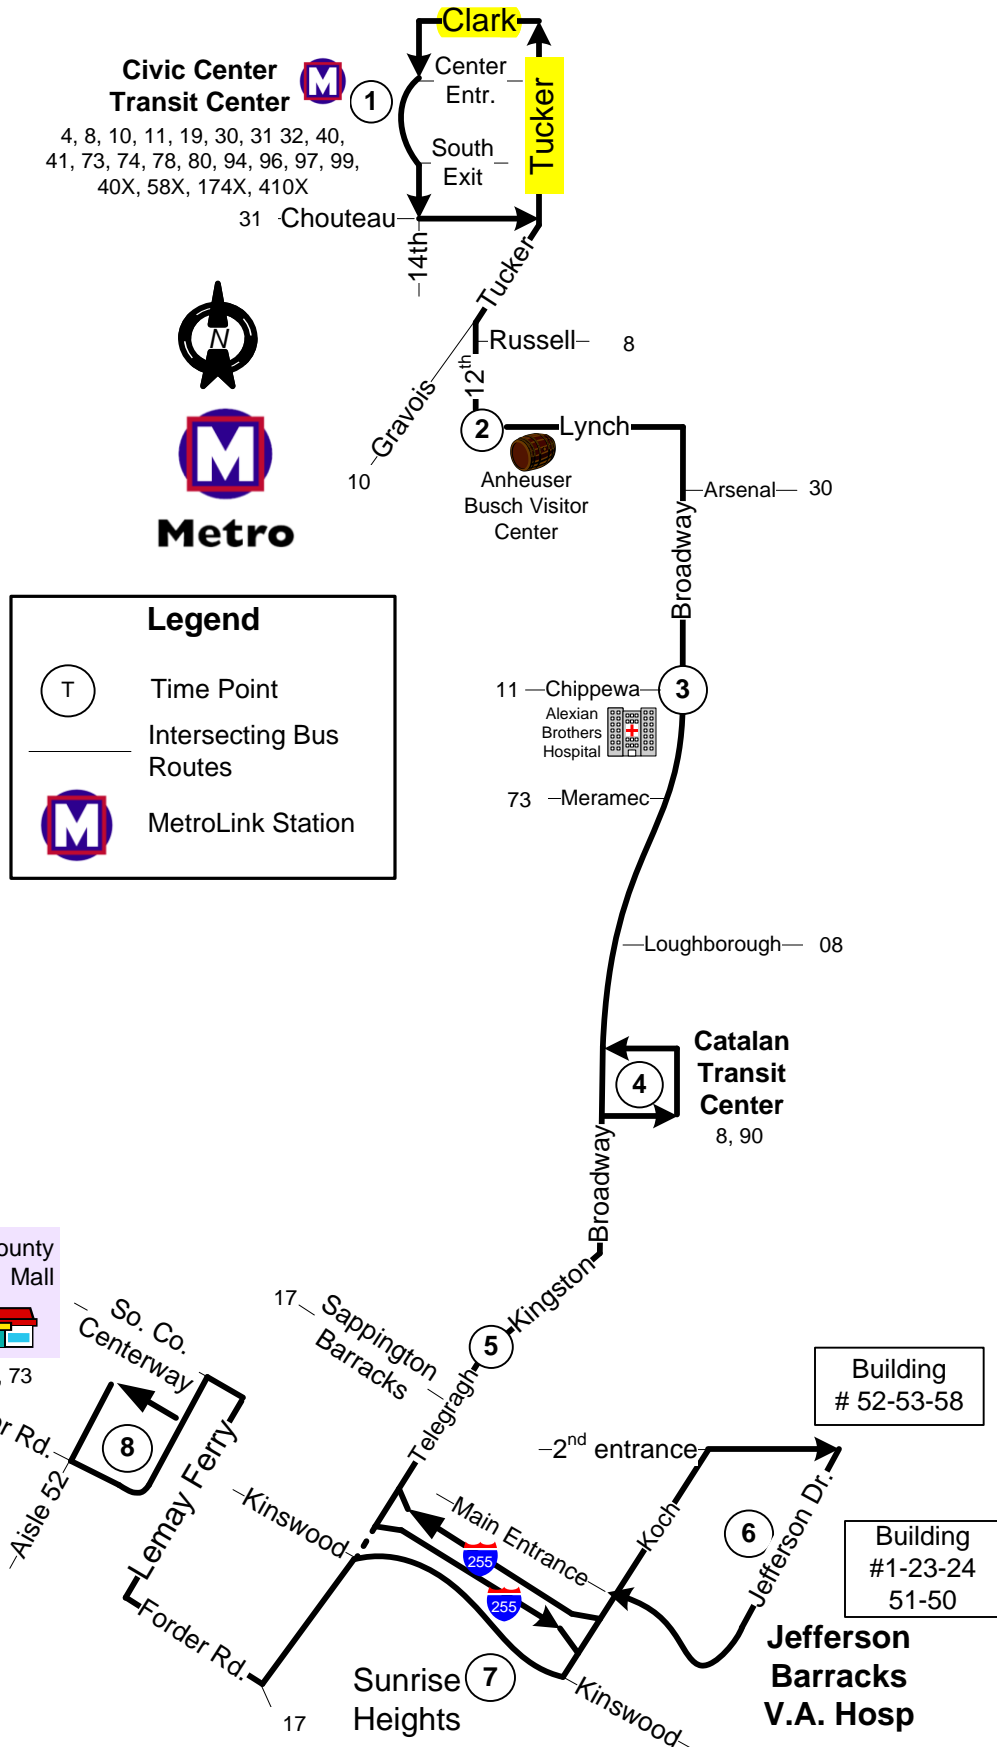 Clark
Civic Center
Transit Center
M
1
Center
Entr.
Tucker
4, 8, 10, 11, 19, 30, 31 32, 40,
41, 73, 74, 78, 80, 94, 96, 97, 99,
40X, 58X, 174X, 410X
South
Exit
31
Chouteau
14th
Tucker
N
Russell
8
12th
Gravois
10
2
Lynch
Anheuser
Busch Visitor
Center
Arsenal
30
M
Metro
Broadway
Legend
T
Time Point
Intersecting Bus
Routes
M
MetroLink Station
11
Chippewa
3
Alexian
Brothers
Hospital
73
Meramec
Loughborough
08
Catalan
Transit
Center
8, 90
4
Broadway
Kingston
ounty
Mall
, 73
So. Co.
Centerway
17
Sappington
Barracks
5
Telegragh
r Rd.
8
Aisle 52
Lemay Ferry
Kinswood
Main Entrance
255
255
2nd entrance
Koch
6
Jefferson Dr.
Building
# 52-53-58
Building
#1-23-24
51-50
Jefferson
Barracks
V.A. Hosp
Forder Rd.
17
Sunrise
Heights
7
Kinswood